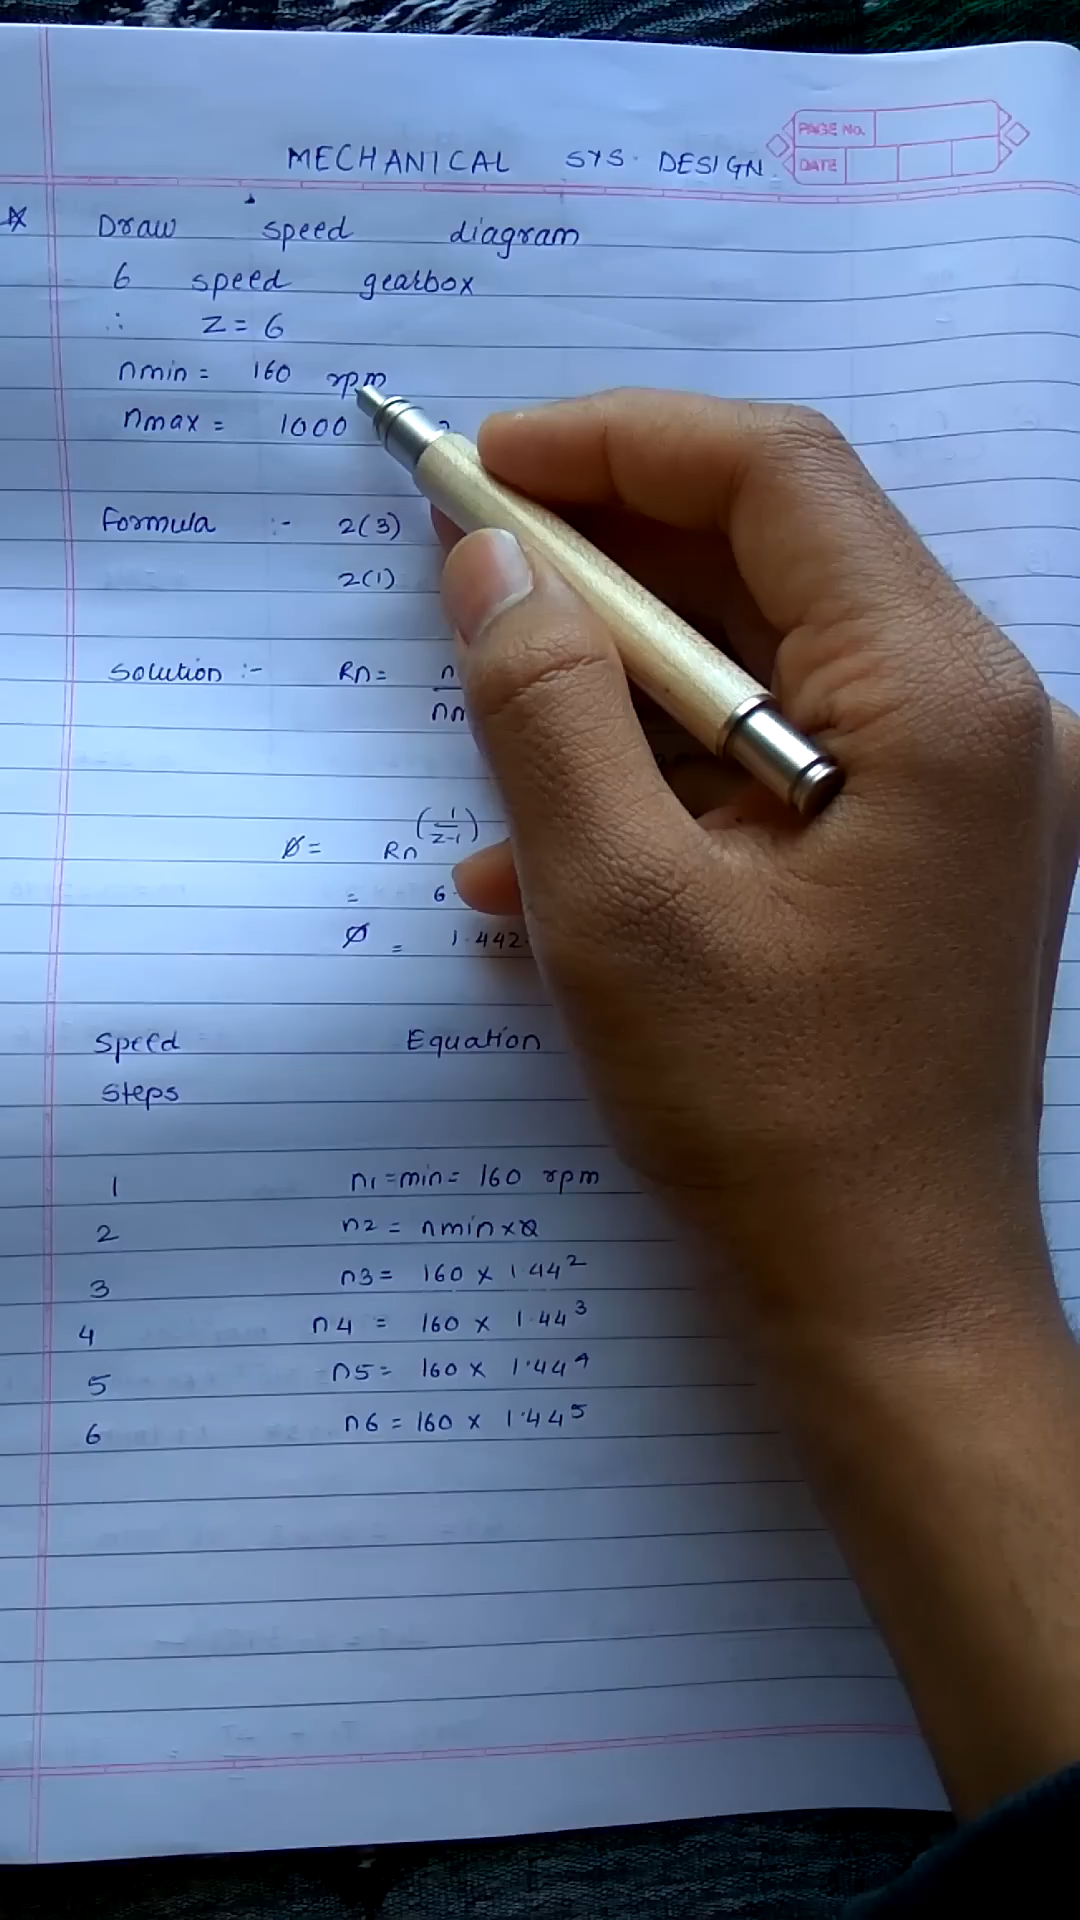 PAGE No.
DATE
MECHANICAL SYS. DESIGN.
Draw speed diagram
6 speed gearbox
∴ Z = 6
nmin = 160 rpm
nmax = 1000
Formula :- 2(3)
2(1)
Solution :- Rn =
Ø = Rn^(1/Z-1)
= 6
Ø = 1.442
Speed Equation
Steps
1 n1 = min = 160 rpm
2 n2 = nmin x Ø
3 n3 = 160 x 1.44²
4 n4 = 160 x 1.44³
5 n5 = 160 x 1.44⁴
6 n6 = 160 x 1.44⁵